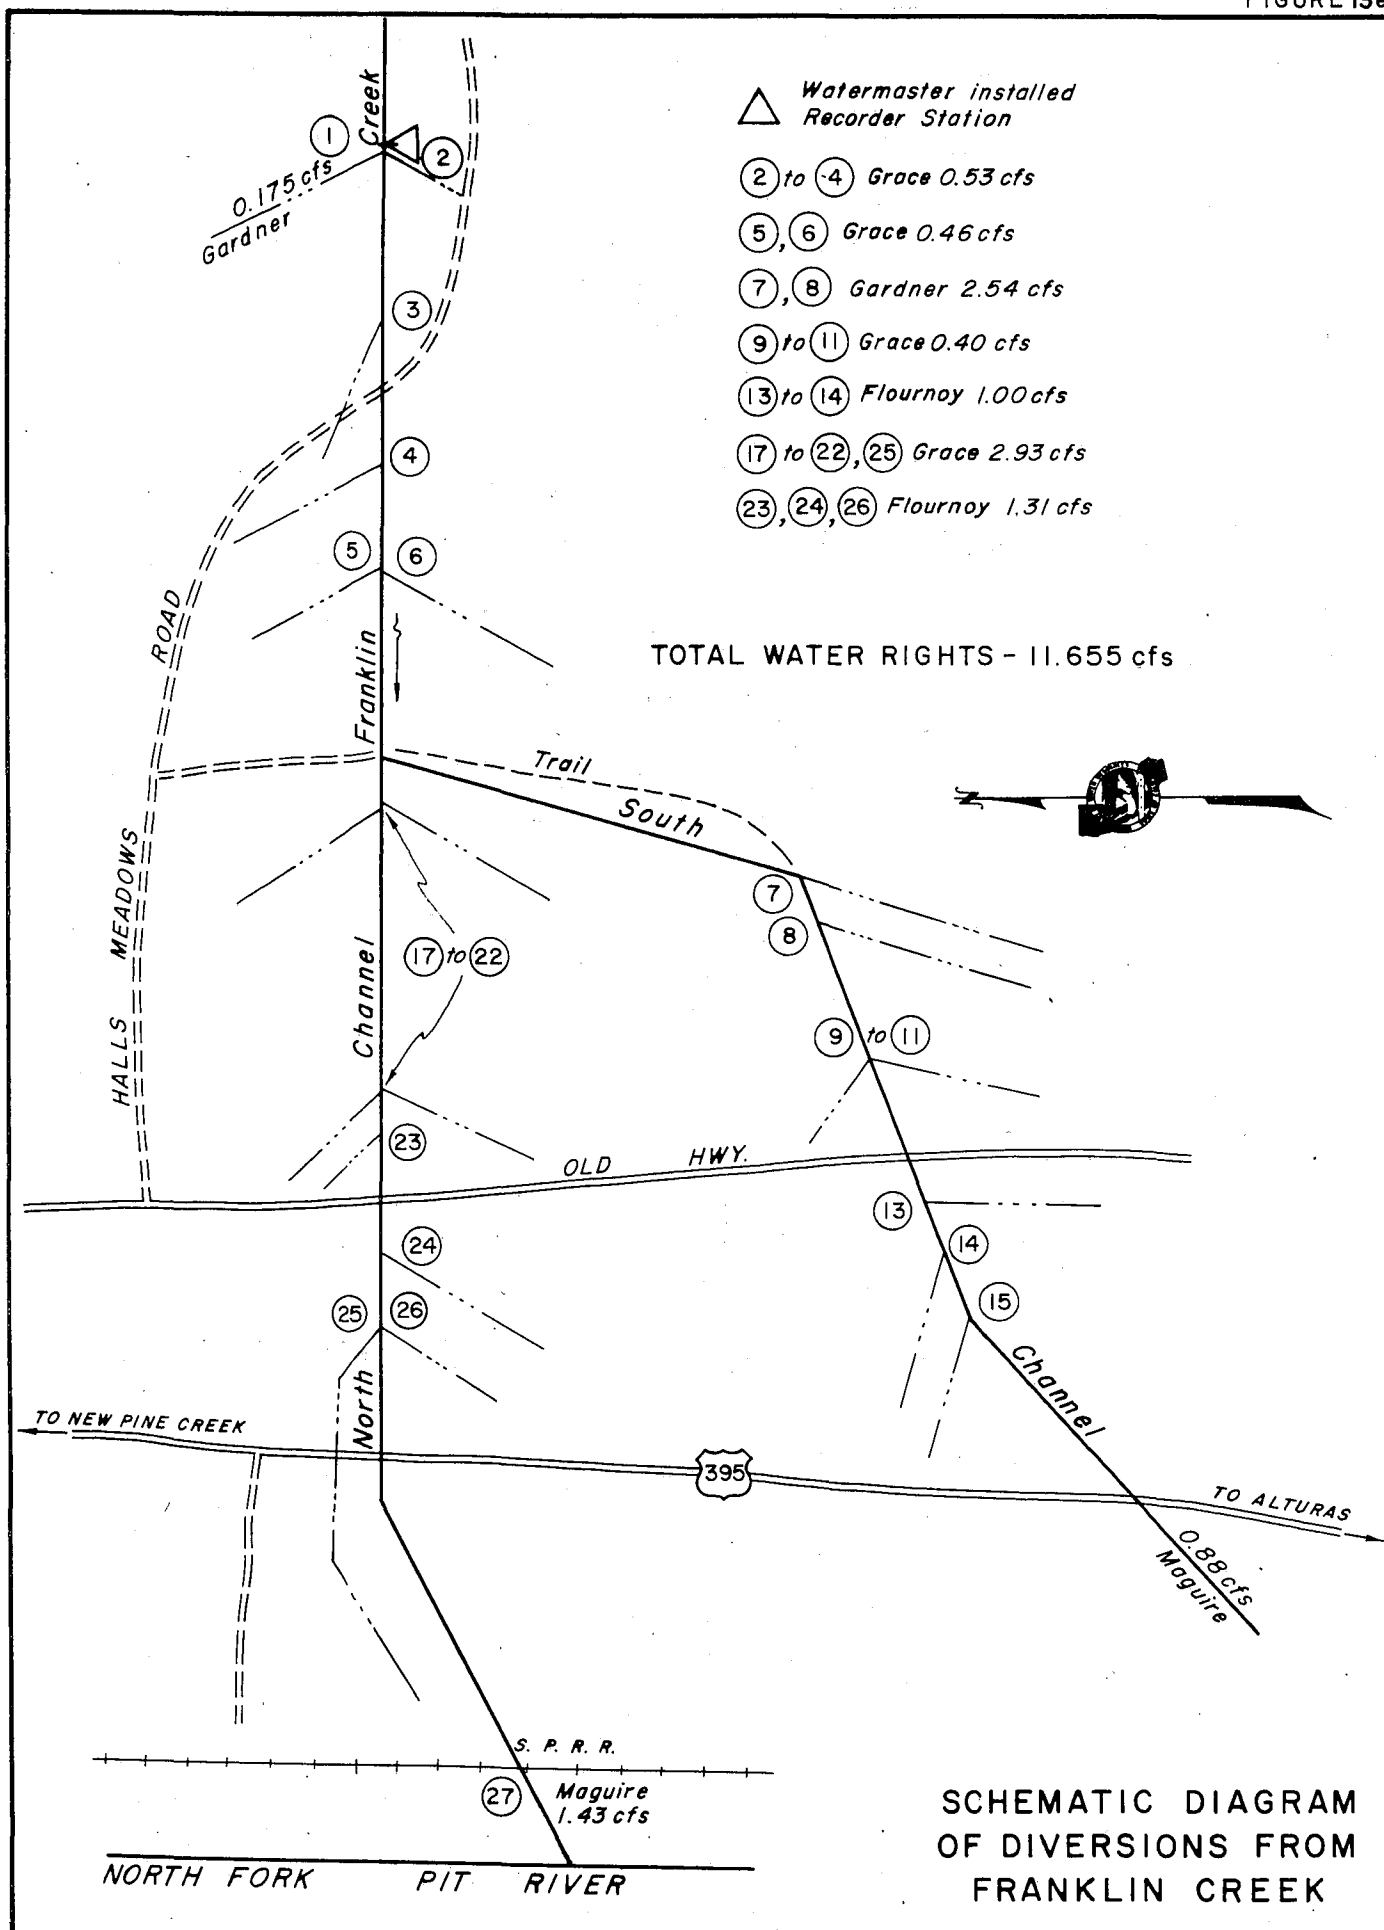 FIGURE 13e
Watermaster installed
Recorder Station
2 to 4 Grace 0.53 cfs
5, 6 Grace 0.46 cfs
7, 8 Gardner 2.54 cfs
9 to 11 Grace 0.40 cfs
13 to 14 Flournoy 1.00 cfs
17 to 22, 25 Grace 2.93 cfs
23, 24, 26 Flournoy 1.31 cfs
TOTAL WATER RIGHTS - 11.655 cfs
Creek
1
2
0.175 cfs
Gardner
3
4
5
6
ROAD
Franklin
Trail
South
N
MEADOWS
7
8
Channel
17 to 22
9 to 11
HALLS
23
OLD HWY.
13
24
14
15
25
26
Channel
North
TO NEW PINE CREEK
395
TO ALTURAS
0.88 cfs
Maguire
S. P. R. R.
27
Maguire
1.43 cfs
NORTH FORK PIT RIVER
SCHEMATIC DIAGRAM
OF DIVERSIONS FROM
FRANKLIN CREEK